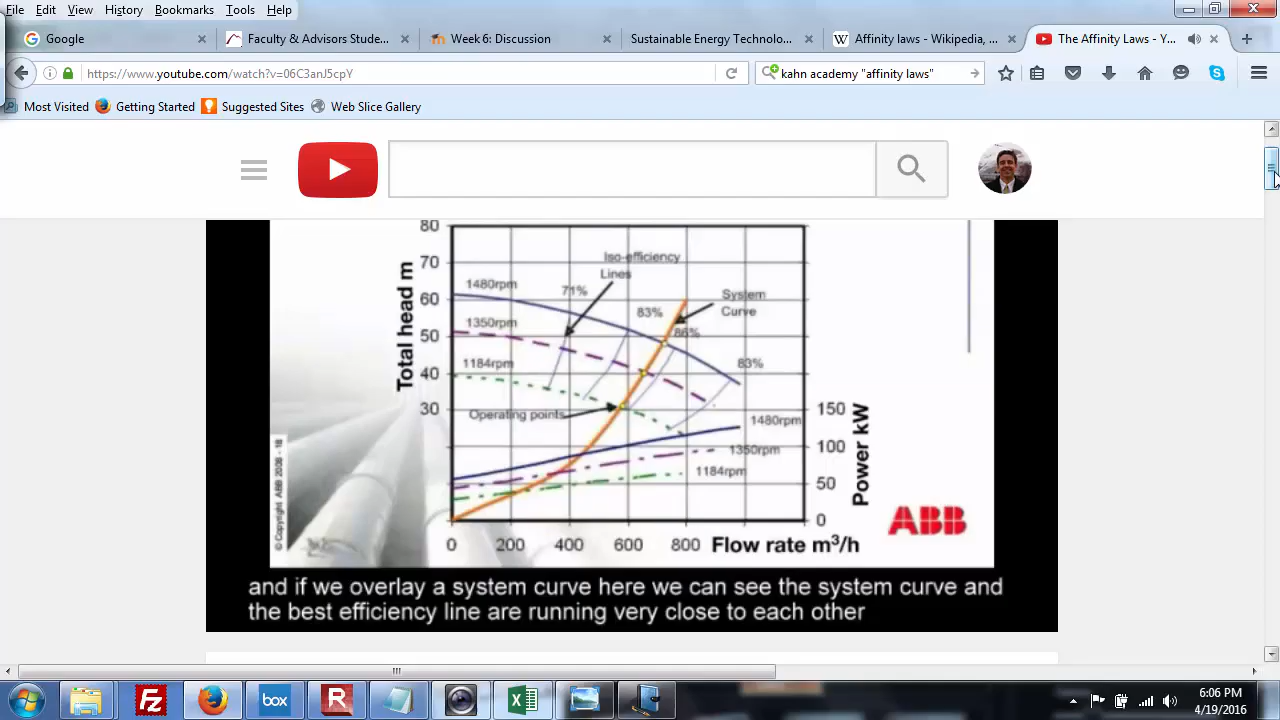 File Edit View History Bookmarks Tools Help
Google
Faculty & Advisors Stude...
Week 6: Discussion
Sustainable Energy Technolo...
Affinity laws - Wikipedia, ...
The Affinity Laws - Y...
https://www.youtube.com/watch?v=06C3anJ5cpY
kahn academy "affinity laws"
Most Visited Getting Started Suggested Sites Web Slice Gallery
80
70
60
50
40
30
Total head m
Iso-efficiency
Lines
1480rpm
71%
83%
System
Curve
1350rpm
86%
1184rpm
83%
Operating points
1480rpm
1350rpm
1184rpm
150
100
50
0
Power kW
© Copyright ABB 2008 - 18
ABB
0 200 400 600 800 Flow rate m³/h
and if we overlay a system curve here we can see the system curve and
the best efficiency line are running very close to each other
box
6:06 PM
4/19/2016